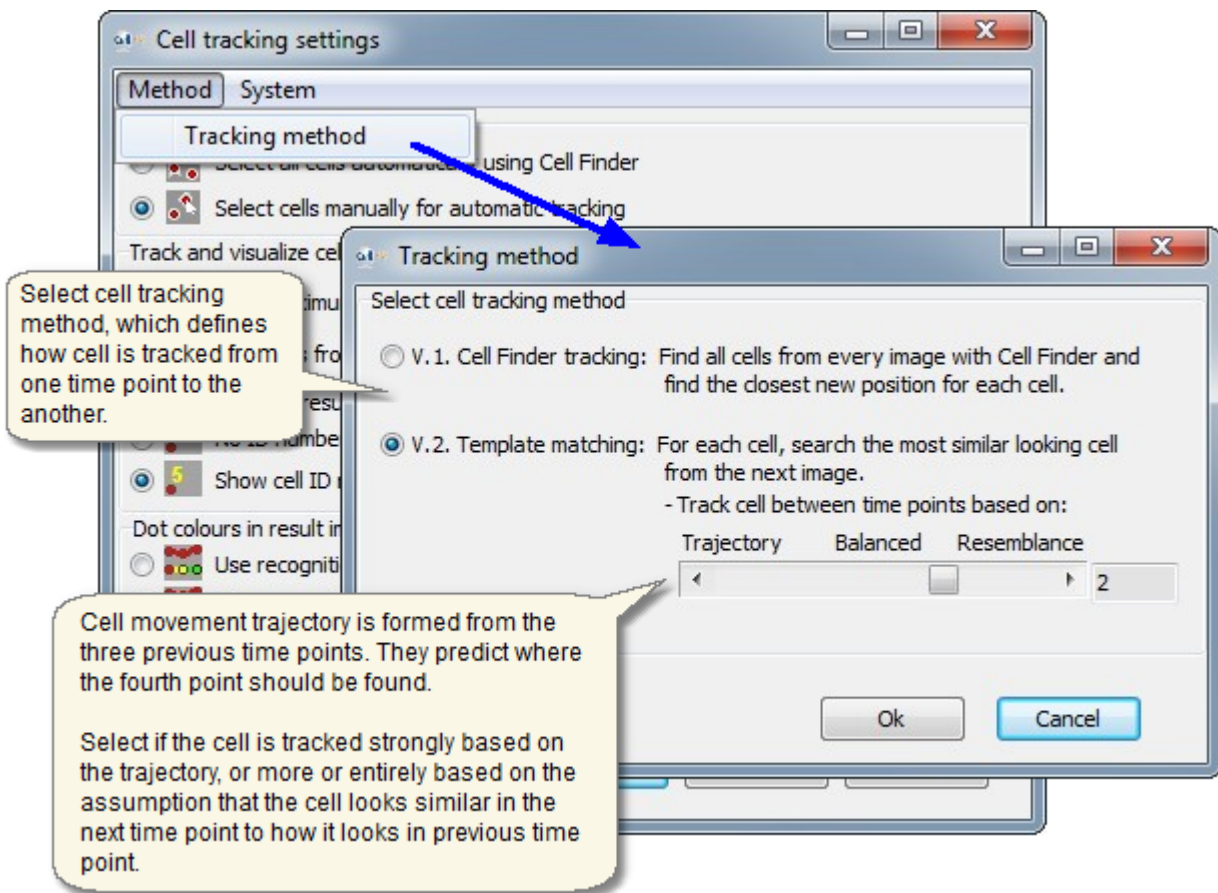 Cell tracking settings
Method System
Tracking method
Select all cells automatically using Cell Finder
Select cells manually for automatic tracking
Track and visualize cel
Tracking method
Select cell tracking method
Select cell tracking
method, which defines
how cell is tracked from
one time point to the
another.
V.1. Cell Finder tracking: Find all cells from every image with Cell Finder and
find the closest new position for each cell.
V.2. Template matching: For each cell, search the most similar looking cell
from the next image.
- Track cell between time points based on:
Trajectory Balanced Resemblance
2
5 Show cell ID
Dot colours in result i
Use recogniti
Cell movement trajectory is formed from the
three previous time points. They predict where
the fourth point should be found.
Select if the cell is tracked strongly based on
the trajectory, or more or entirely based on the
assumption that the cell looks similar in the
next time point to how it looks in previous time
point.
Ok Cancel